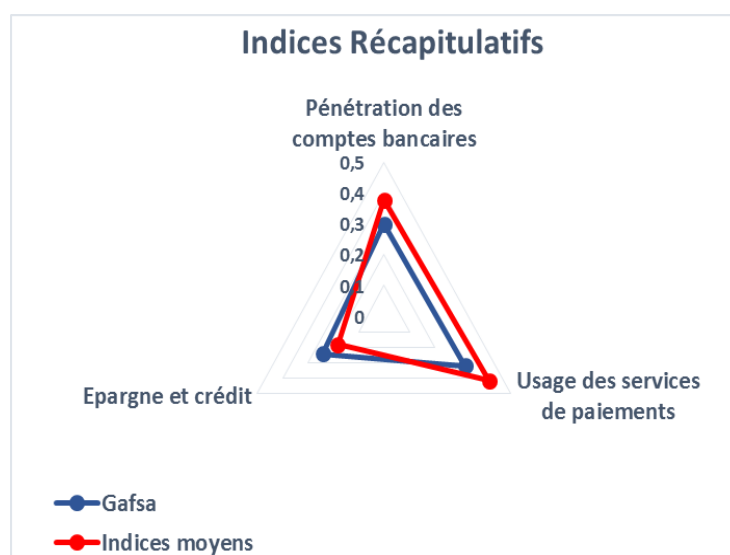 Indices Récapitulatifs
Pénétration des
comptes bancaires
0,5
0,4
0,3
0,2
0,1
0
Epargne et crédit
Usage des services
de paiements
Gafsa
Indices moyens